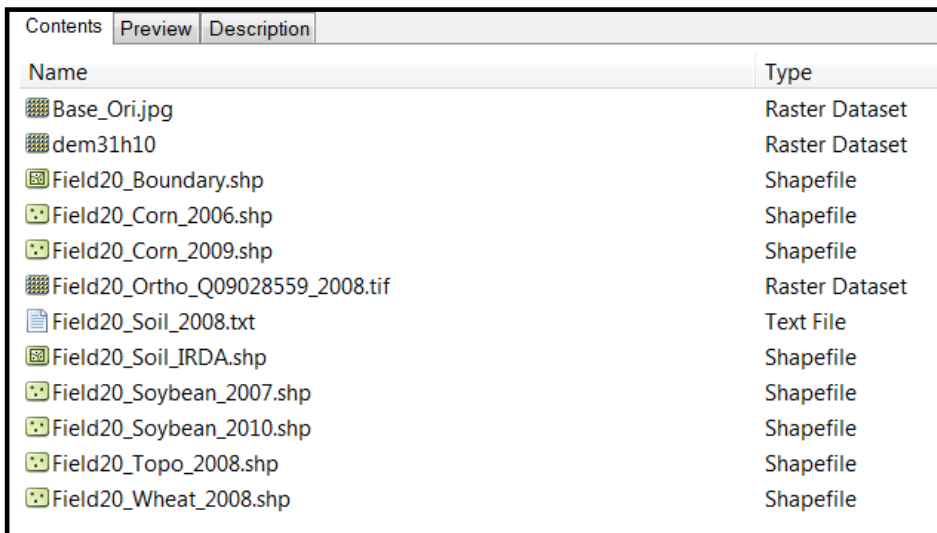 Contents Preview Description
Name Type
Base_Ori.jpg Raster Dataset
dem31h10 Raster Dataset
Field20_Boundary.shp Shapefile
Field20_Corn_2006.shp Shapefile
Field20_Corn_2009.shp Shapefile
Field20_Ortho_Q09028559_2008.tif Raster Dataset
Field20_Soil_2008.txt Text File
Field20_Soil_IRDA.shp Shapefile
Field20_Soybean_2007.shp Shapefile
Field20_Soybean_2010.shp Shapefile
Field20_Topo_2008.shp Shapefile
Field20_Wheat_2008.shp Shapefile